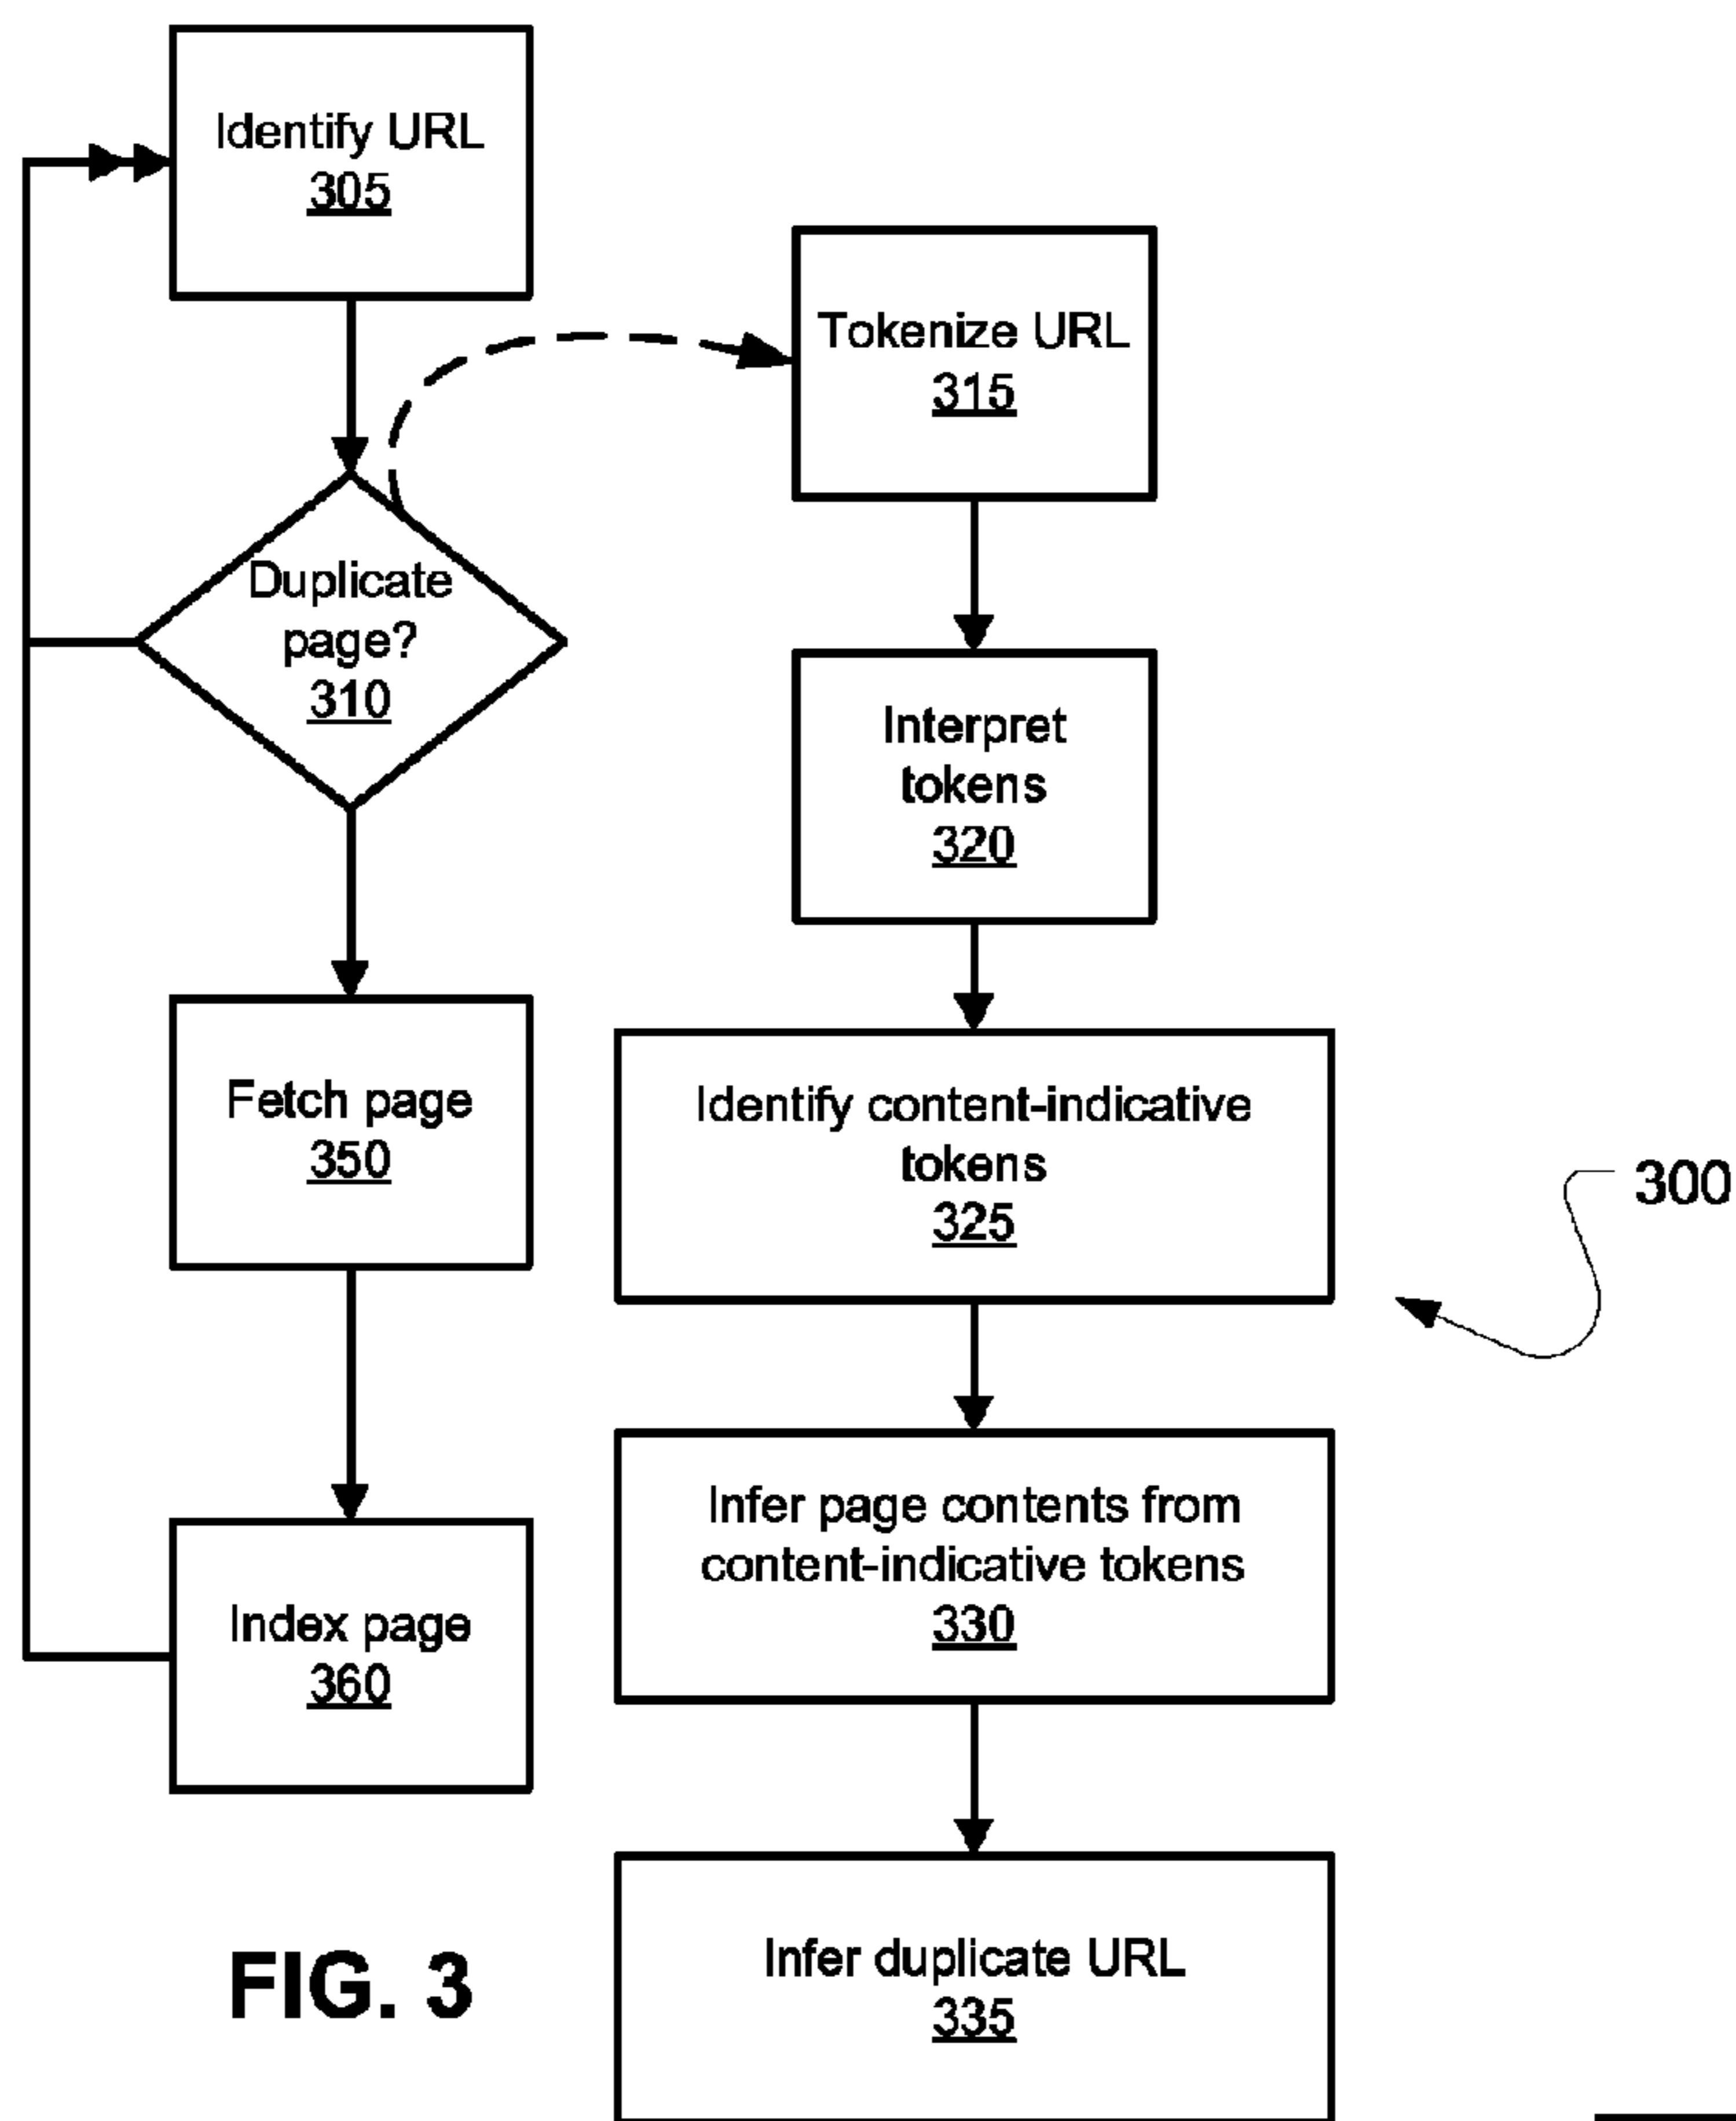 Identify URL
305
Duplicate
page?
310
Fetch page
350
Index page
360
Tokenize URL
315
Interpret
tokens
320
Identify content-indicative
tokens
325
Infer page contents from
content-indicative tokens
330
Infer duplicate URL
335
300
FIG. 3